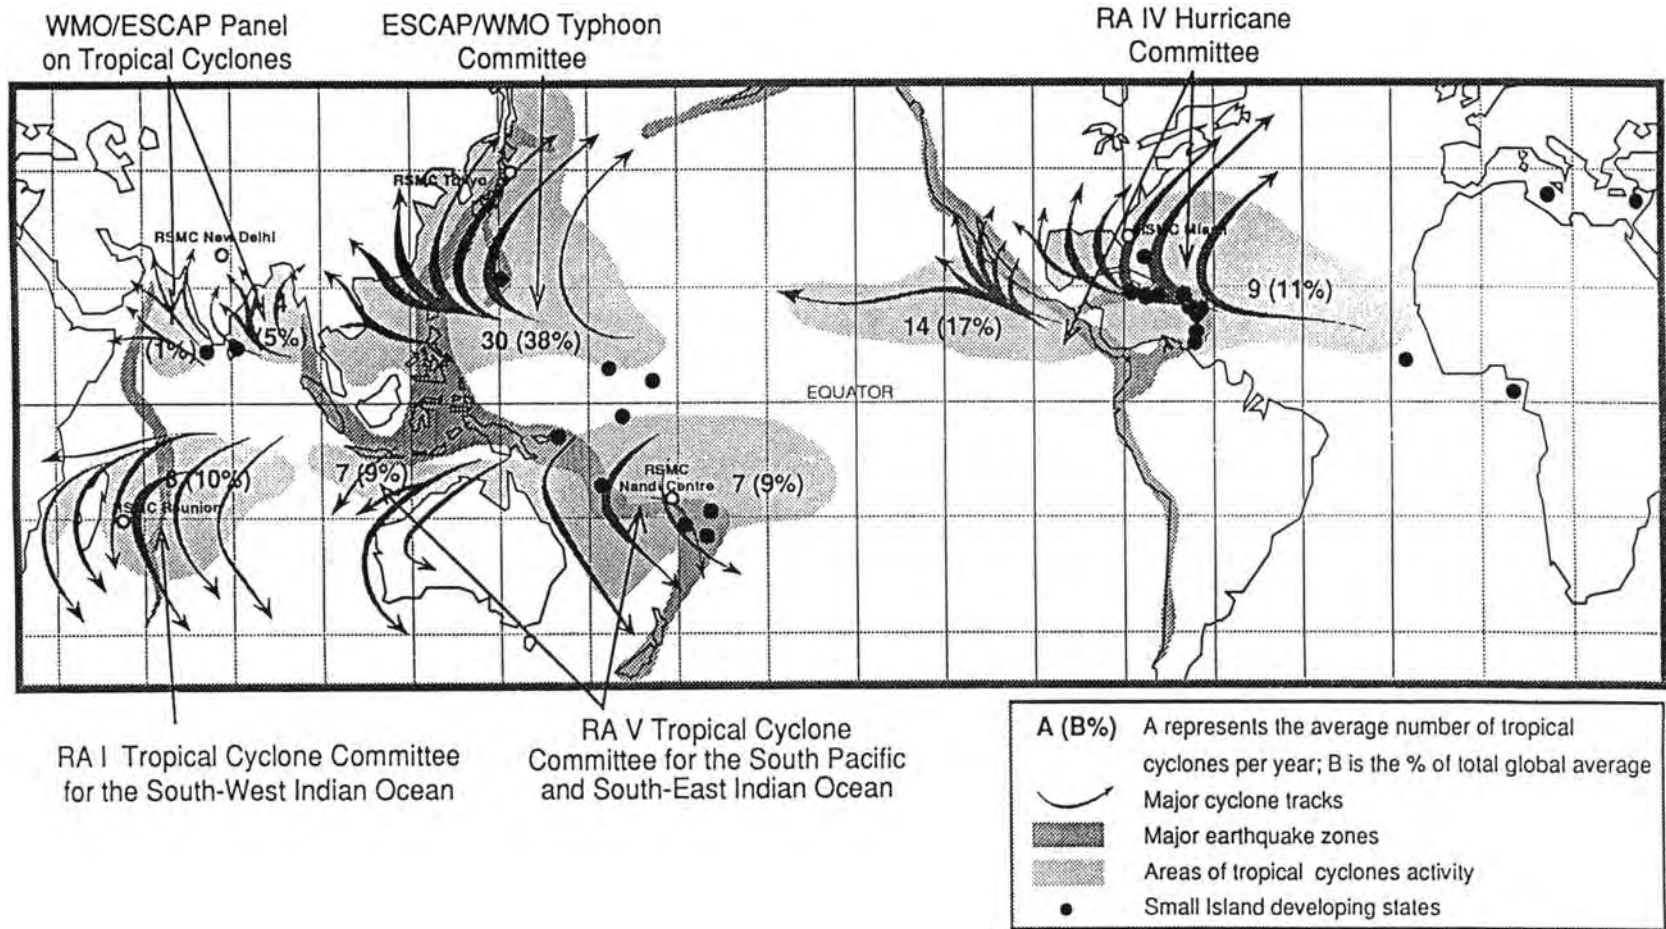 WMO/ESCAP Panel
on Tropical Cyclones
ESCAP/WMO Typhoon
Committee
RA IV Hurricane
Committee
RSMC Tokyo
RSMC New Delhi
RSMC Miami
4
(5%)
(1%)
30 (38%)
14 (17%)
9 (11%)
EQUATOR
8 (10%)
7 (9%)
RSMC
Nandi Centre
7 (9%)
RSMC Reunion
RA I Tropical Cyclone Committee
for the South-West Indian Ocean
RA V Tropical Cyclone
Committee for the South Pacific
and South-East Indian Ocean
A (B%) A represents the average number of tropical
cyclones per year; B is the % of total global average
Major cyclone tracks
Major earthquake zones
Areas of tropical cyclones activity
Small Island developing states